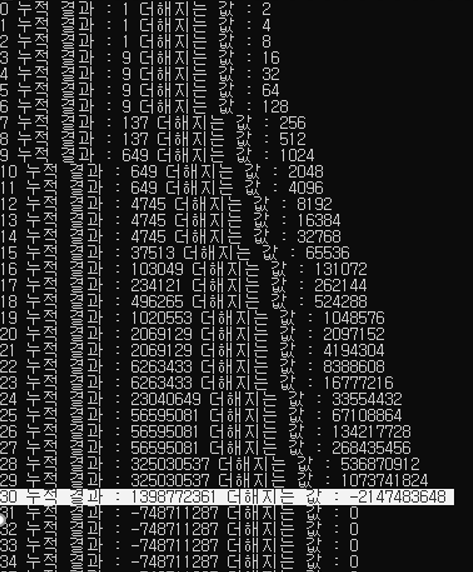 0 누적 결과 : 1 더해지는 값 : 2
1 누적 결과 : 1 더해지는 값 : 4
2 누적 결과 : 1 더해지는 값 : 8
3 누적 결과 : 9 더해지는 값 : 16
4 누적 결과 : 9 더해지는 값 : 32
5 누적 결과 : 9 더해지는 값 : 64
6 누적 결과 : 9 더해지는 값 : 128
7 누적 결과 : 137 더해지는 값 : 256
8 누적 결과 : 137 더해지는 값 : 512
9 누적 결과 : 649 더해지는 값 : 1024
10 누적 결과 : 649 더해지는 값 : 2048
11 누적 결과 : 649 더해지는 값 : 4096
12 누적 결과 : 4745 더해지는 값 : 8192
13 누적 결과 : 4745 더해지는 값 : 16384
14 누적 결과 : 4745 더해지는 값 : 32768
15 누적 결과 : 37513 더해지는 값 : 65536
16 누적 결과 : 103049 더해지는 값 : 131072
17 누적 결과 : 234121 더해지는 값 : 262144
18 누적 결과 : 496265 더해지는 값 : 524288
19 누적 결과 : 1020553 더해지는 값 : 1048576
20 누적 결과 : 2069129 더해지는 값 : 2097152
21 누적 결과 : 2069129 더해지는 값 : 4194304
22 누적 결과 : 6263433 더해지는 값 : 8388608
23 누적 결과 : 6263433 더해지는 값 : 16777216
24 누적 결과 : 23040649 더해지는 값 : 33554432
25 누적 결과 : 56595081 더해지는 값 : 67108864
26 누적 결과 : 56595081 더해지는 값 : 134217728
27 누적 결과 : 56595081 더해지는 값 : 268435456
28 누적 결과 : 325030537 더해지는 값 : 536870912
29 누적 결과 : 325030537 더해지는 값 : 1073741824
30 누적 결과 : 1398772361 더해지는 값 : -2147483648
31 누적 결과 : -748711287 더해지는 값 : 0
32 누적 결과 : -748711287 더해지는 값 : 0
33 누적 결과 : -748711287 더해지는 값 : 0
34 누적 결과 : -748711287 더해지는 값 : 0